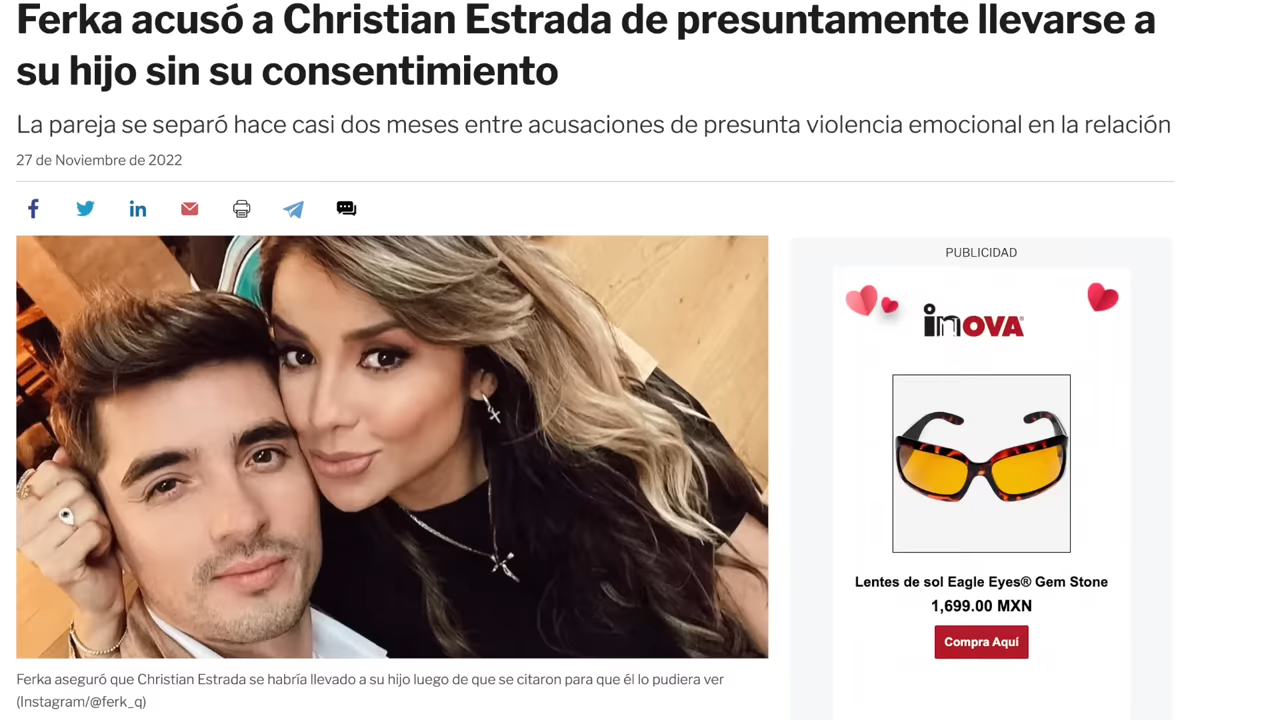 Ferka acusó a Christian Estrada de presuntamente llevarse a
su hijo sin su consentimiento
La pareja se separó hace casi dos meses entre acusaciones de presunta violencia emocional en la relación
27 de Noviembre de 2022
PUBLICIDAD
inOVA®
Lentes de sol Eagle Eyes® Gem Stone
1,699.00 MXN
Compra Aquí
Ferka aseguró que Christian Estrada se habría llevado a su hijo luego de que se citaron para que él lo pudiera ver
(Instagram/@ferk_q)